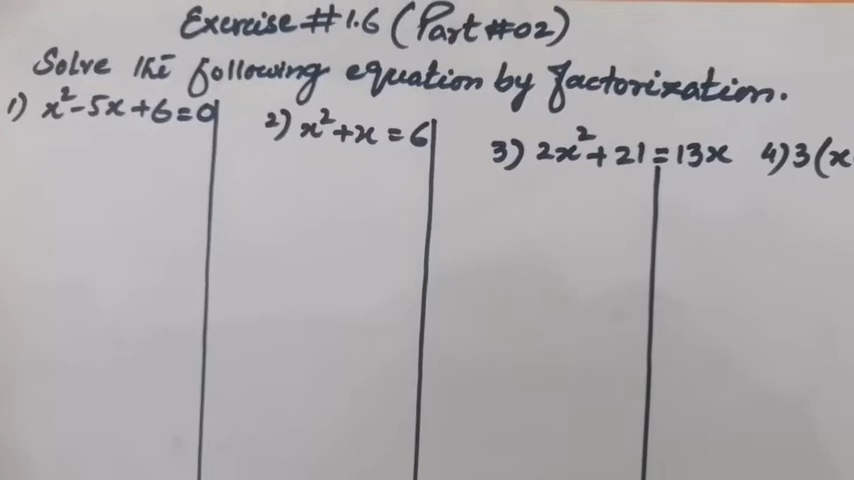 Exercise #1.6 (Part #02)
Solve the following equation by factorization.
1) x² - 5x + 6 = 0
2) x² + x = 6
3) 2x² + 21 = 13x
4) 3(x